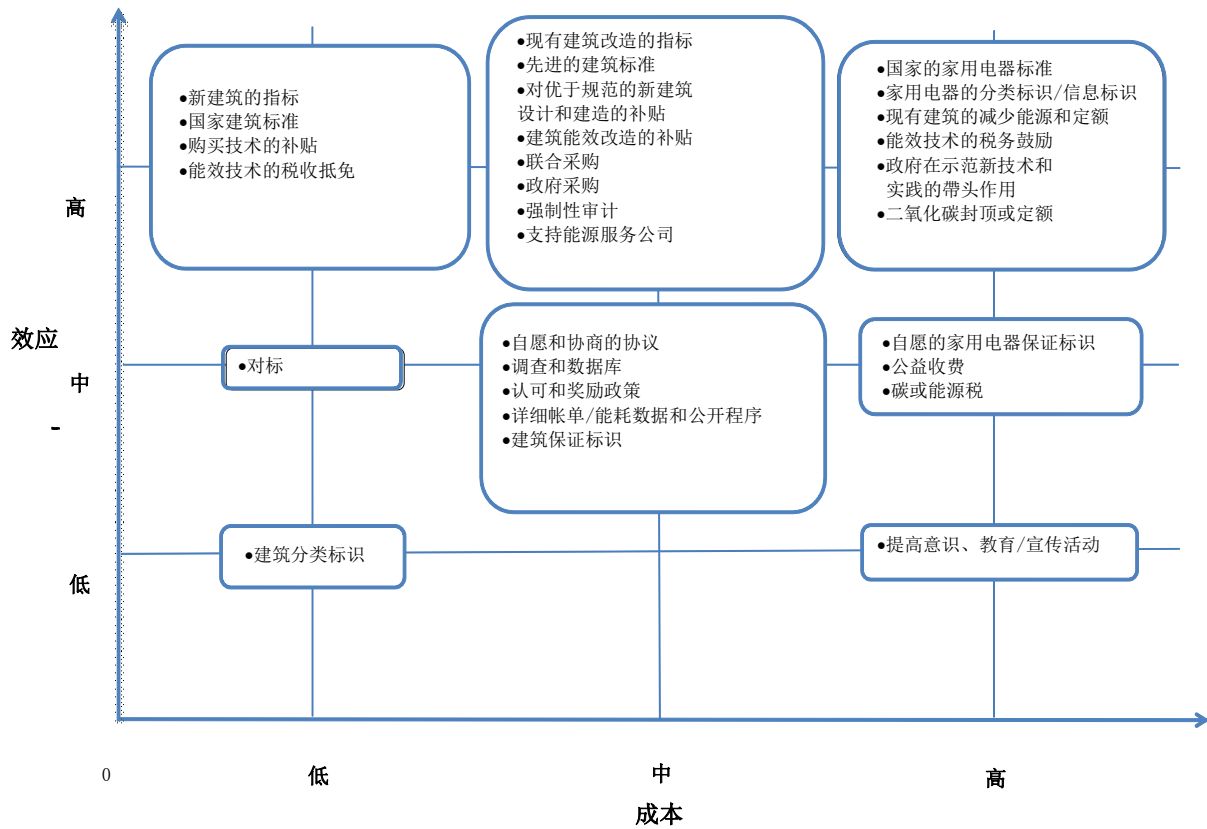 ●新建筑的指标
●国家建筑标准
●购买技术的补贴
●能效技术的税收抵免
●现有建筑改造的指标
●先进的建筑标准
●对优于规范的新建筑
设计和建造的补贴
●建筑能效改造的补贴
●联合采购
●政府采购
●强制性审计
●支持能源服务公司
●国家的家用电器标准
●家用电器的分类标识/信息标识
●现有建筑的减少能源和定额
●能效技术的税务鼓励
●政府在示范新技术和
实践的带头作用
●二氧化碳封顶或定额
高
效应
中
-
●对标
●自愿和协商的协议
●调查和数据库
●认可和奖励政策
●详细帐单/能耗数据和公开程序
●建筑保证标识
●自愿的家用电器保证标识
●公益收费
●碳或能源税
低
●建筑分类标识
●提高意识、教育/宣传活动
0
低
中
高
成本